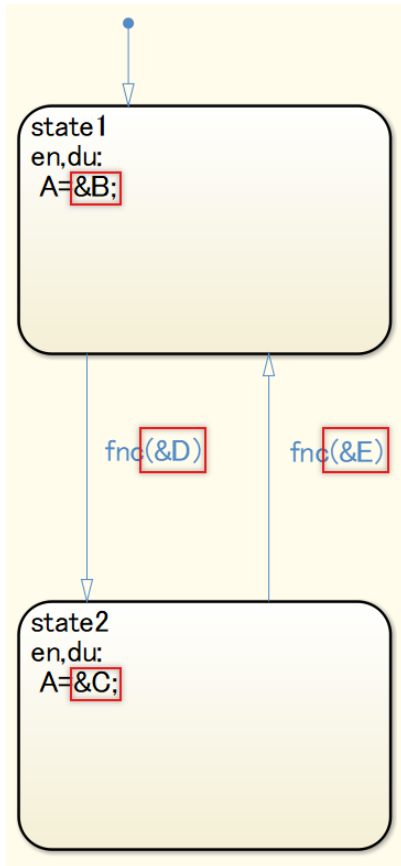 state1
en,du:
A=&B;
fnc(&D)
fnc(&E)
state2
en,du:
A=&C;